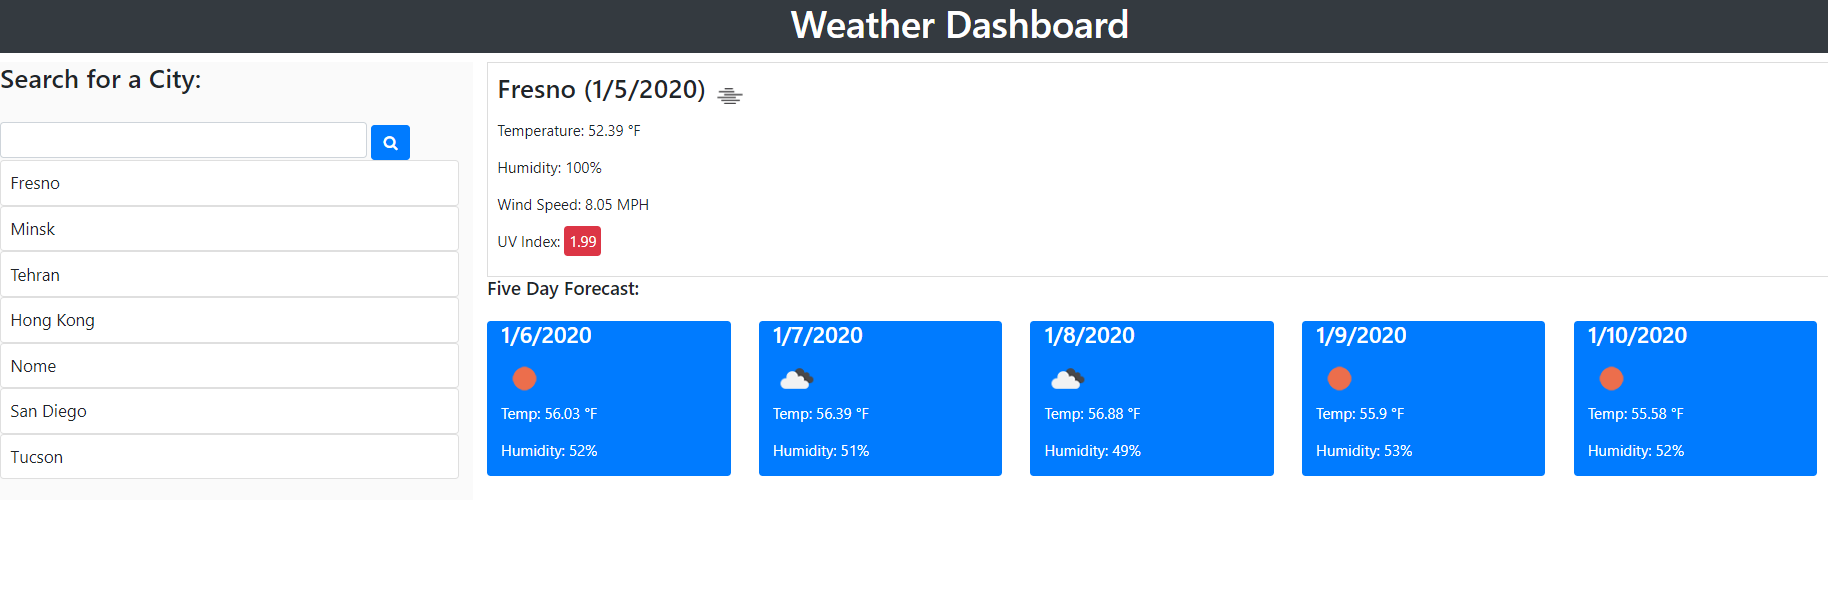 Weather Dashboard
Search for a City:
Fresno
Minsk
Tehran
Hong Kong
Nome
San Diego
Tucson
Fresno (1/5/2020)
Temperature: 52.39 °F
Humidity: 100%
Wind Speed: 8.05 MPH
UV Index: 1.99
Five Day Forecast:
1/6/2020
Temp: 56.03 °F
Humidity: 52%
1/7/2020
Temp: 56.39 °F
Humidity: 51%
1/8/2020
Temp: 56.88 °F
Humidity: 49%
1/9/2020
Temp: 55.9 °F
Humidity: 53%
1/10/2020
Temp: 55.58 °F
Humidity: 52%